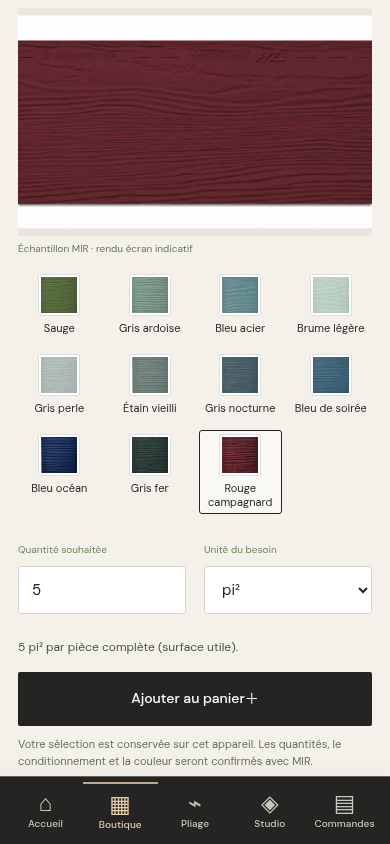 Échantillon MIR · rendu écran indicatif
Sauge
Gris ardoise
Bleu acier
Brume légère
Gris perle
Étain vieilli
Gris nocturne
Bleu de soirée
Bleu océan
Gris fer
Rouge
campagnard
Quantité souhaitée
Unité du besoin
5
pi²
5 pi² par pièce complète (surface utile).
Ajouter au panier+
Votre sélection est conservée sur cet appareil. Les quantités, le
conditionnement et la couleur seront confirmés avec MIR.
Accueil
Boutique
Pliage
Studio
Commandes